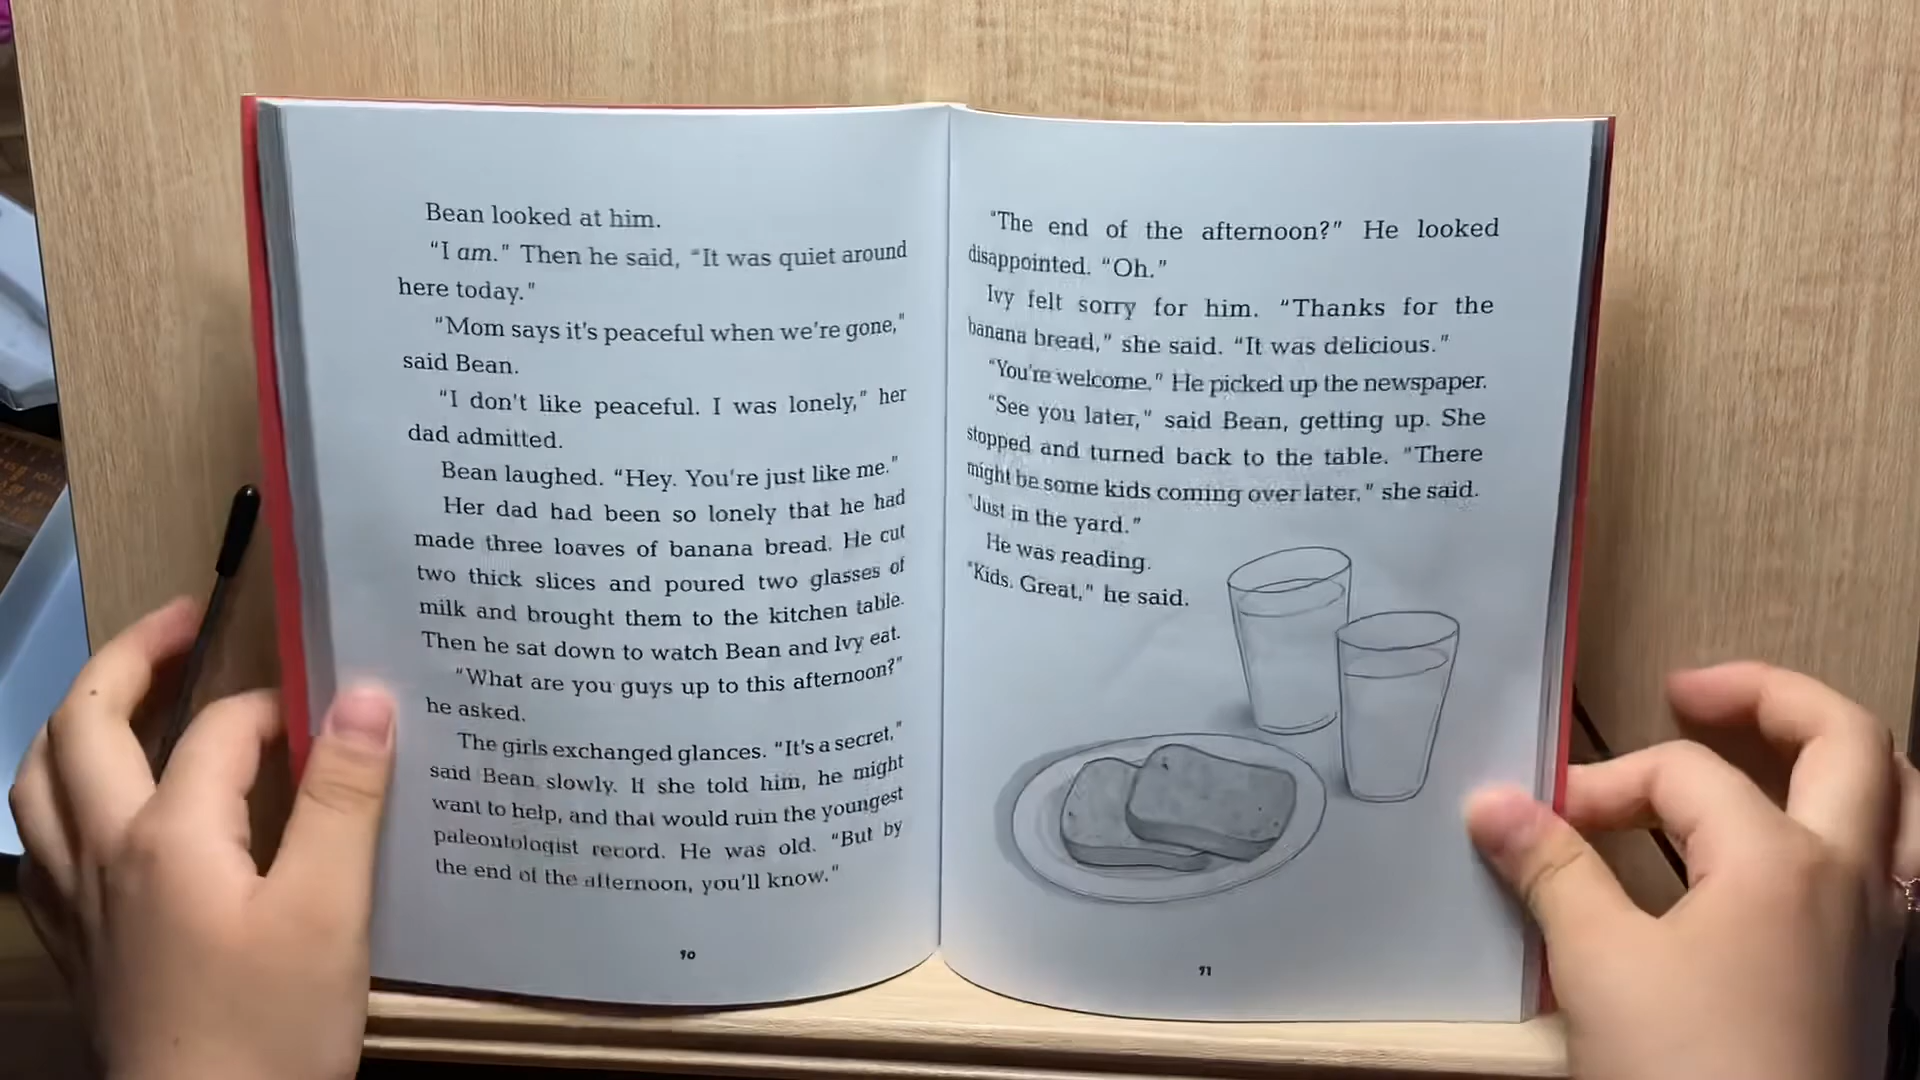 Bean looked at him.
“I am.” Then he said, “It was quiet around
here today.”
“Mom says it's peaceful when we're gone,”
said Bean.
“I don't like peaceful. I was lonely,” her
dad admitted.
Bean laughed. “Hey. You're just like me.”
Her dad had been so lonely that he had
made three loaves of banana bread. He cut
two thick slices and poured two glasses of
milk and brought them to the kitchen table.
Then he sat down to watch Bean and Ivy eat.
“What are you guys up to this afternoon?”
he asked.
The girls exchanged glances. “It's a secret,”
said Bean slowly. If she told him, he might
want to help, and that would ruin the youngest
paleontologist record. He was old. “But by
the end of the afternoon, you'll know.”
90
“The end of the afternoon?” He looked
disappointed. “Oh.”
Ivy felt sorry for him. “Thanks for the
banana bread,” she said. “It was delicious.”
“You're welcome.” He picked up the newspaper.
“See you later,” said Bean, getting up. She
stopped and turned back to the table. “There
might be some kids coming over later,” she said.
“Just in the yard.”
He was reading.
“Kids. Great,” he said.
91